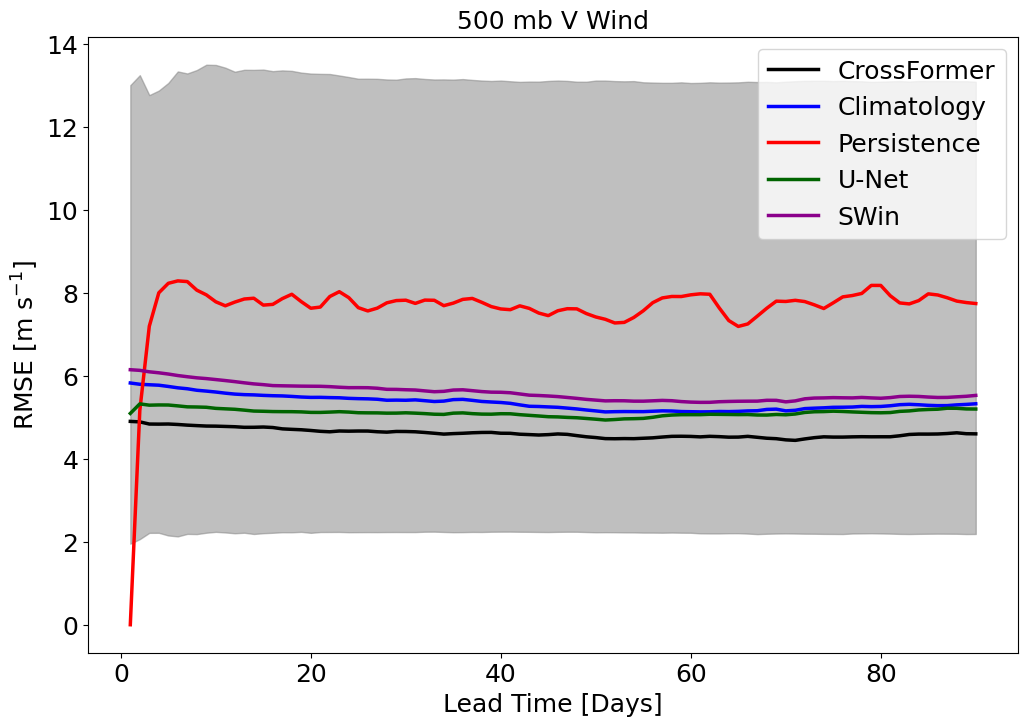 500 mb V Wind
RMSE [m s⁻¹]
14
12
10
8
6
4
2
0
CrossFormer
Climatology
Persistence
U-Net
SWin
0 20 40 60 80
Lead Time [Days]